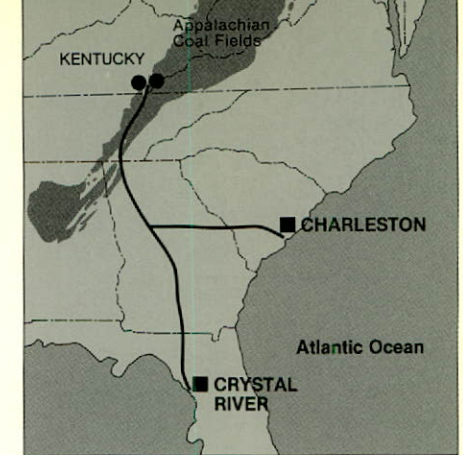 Appalachian
Coal Fields
KENTUCKY
CHARLESTON
Atlantic Ocean
CRYSTAL
RIVER